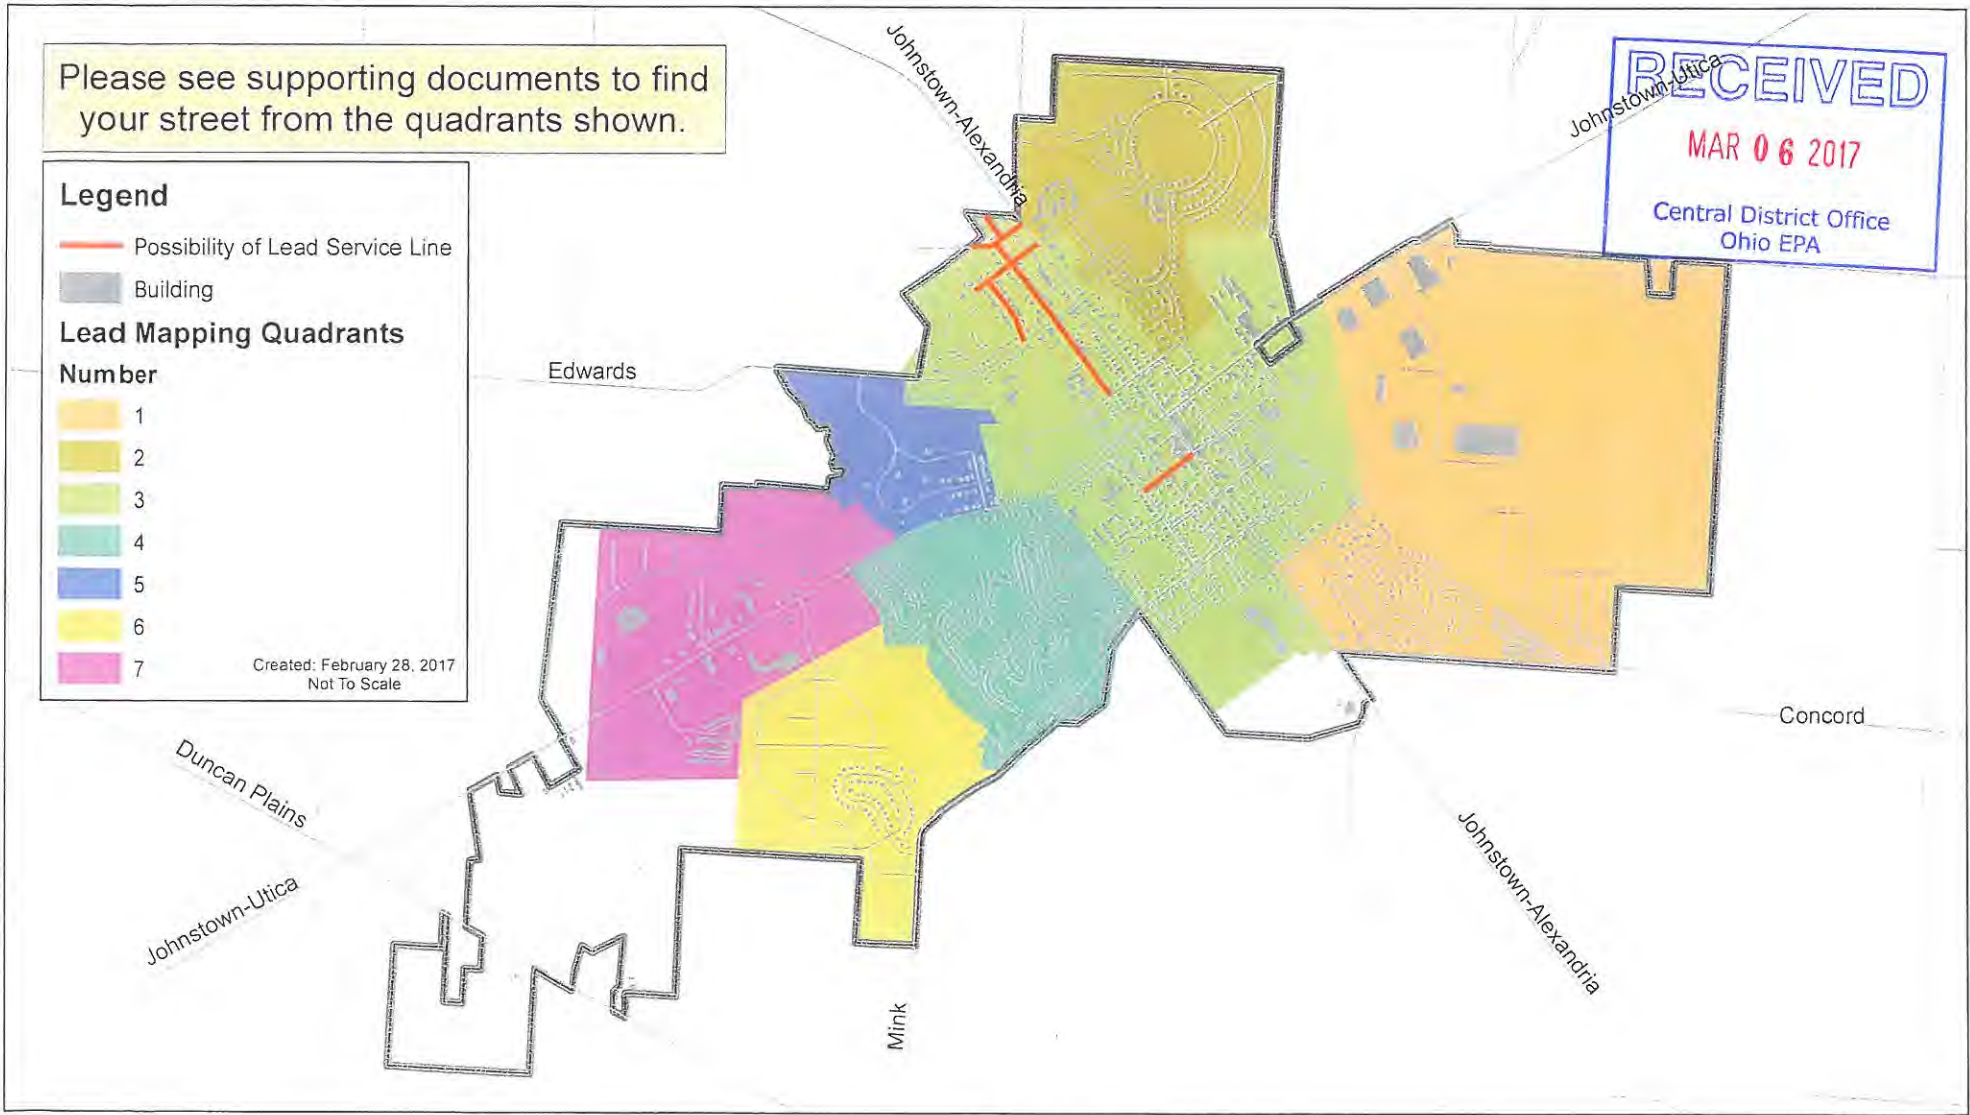 Please see supporting documents to find
your street from the quadrants shown.
Legend
Possibility of Lead Service Line
Building
Lead Mapping Quadrants
Number
1
2
3
4
5
6
7
Created: February 28, 2017
Not To Scale
Johnstown-Alexandria
Johnstown-Utica
RECEIVED
MAR 06 2017
Central District Office
Ohio EPA
Edwards
Concord
Duncan Plains
Johnstown-Utica
Johnstown-Alexandria
Mink